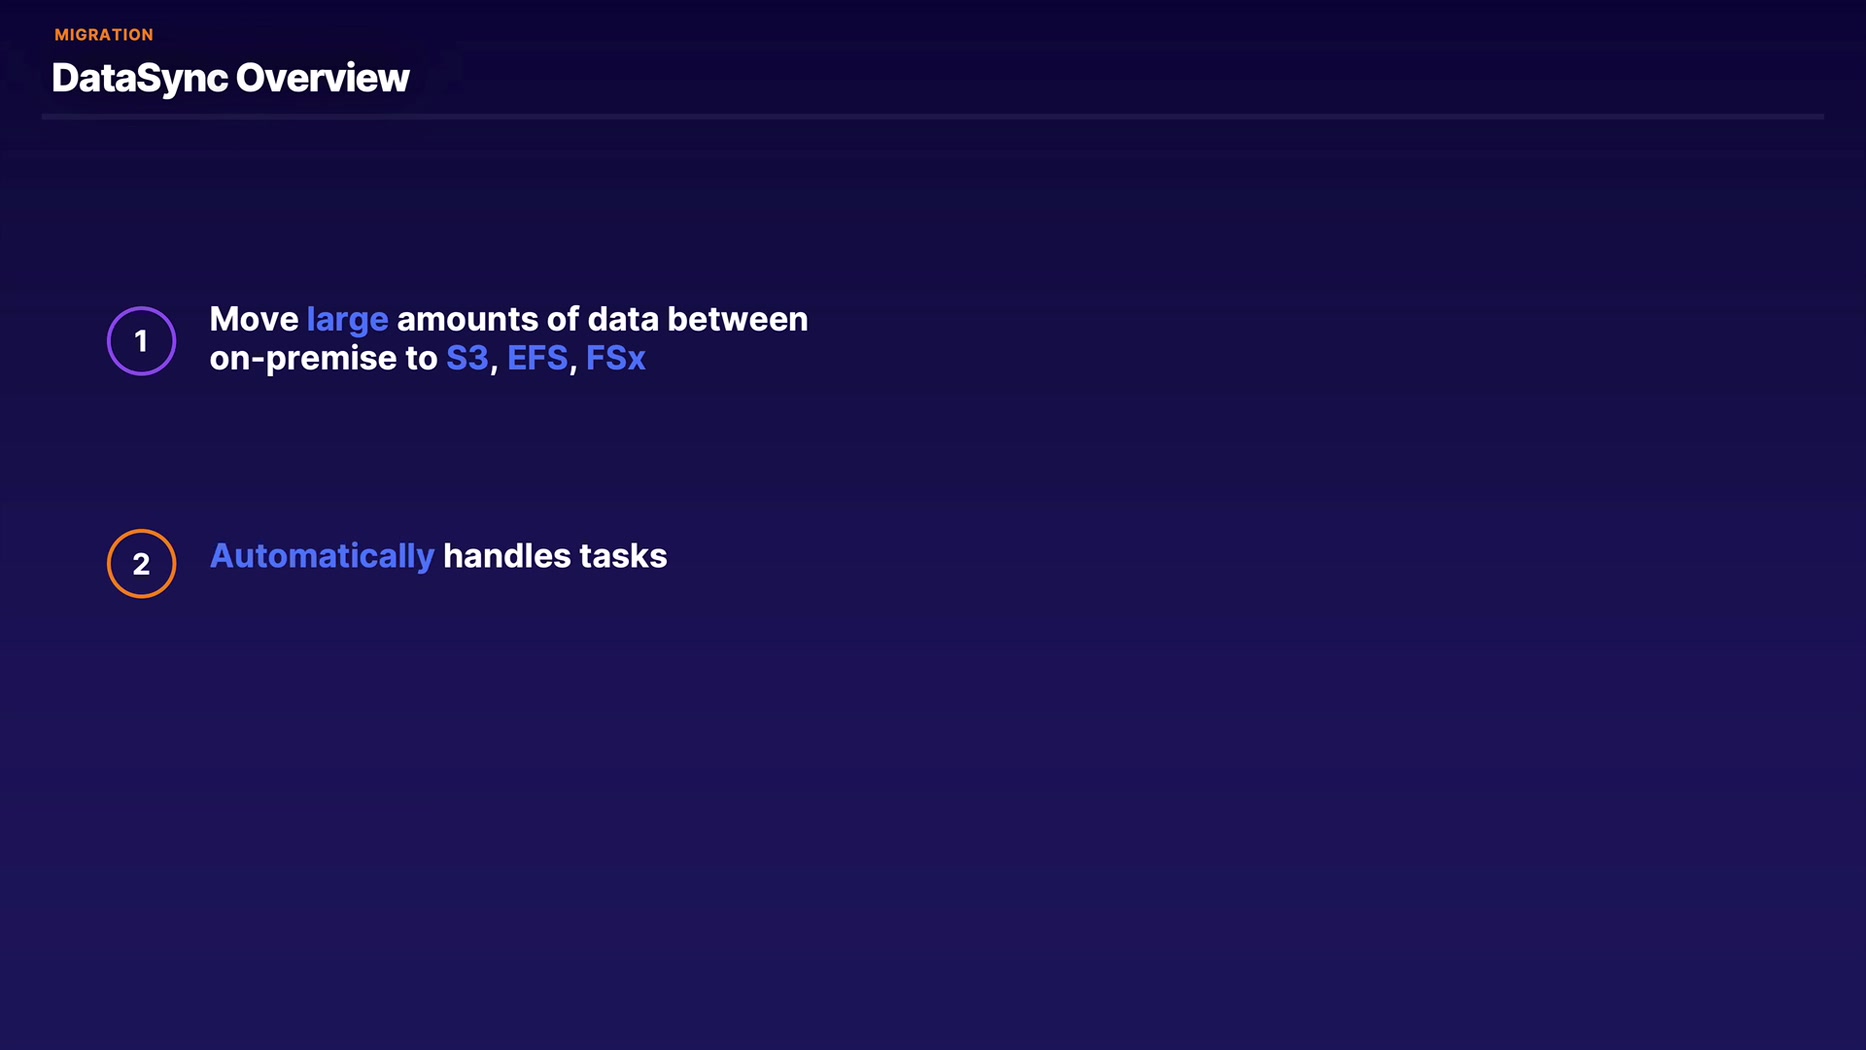 MIGRATION
DataSync Overview
1
Move large amounts of data between
on-premise to S3, EFS, FSx
2
Automatically handles tasks